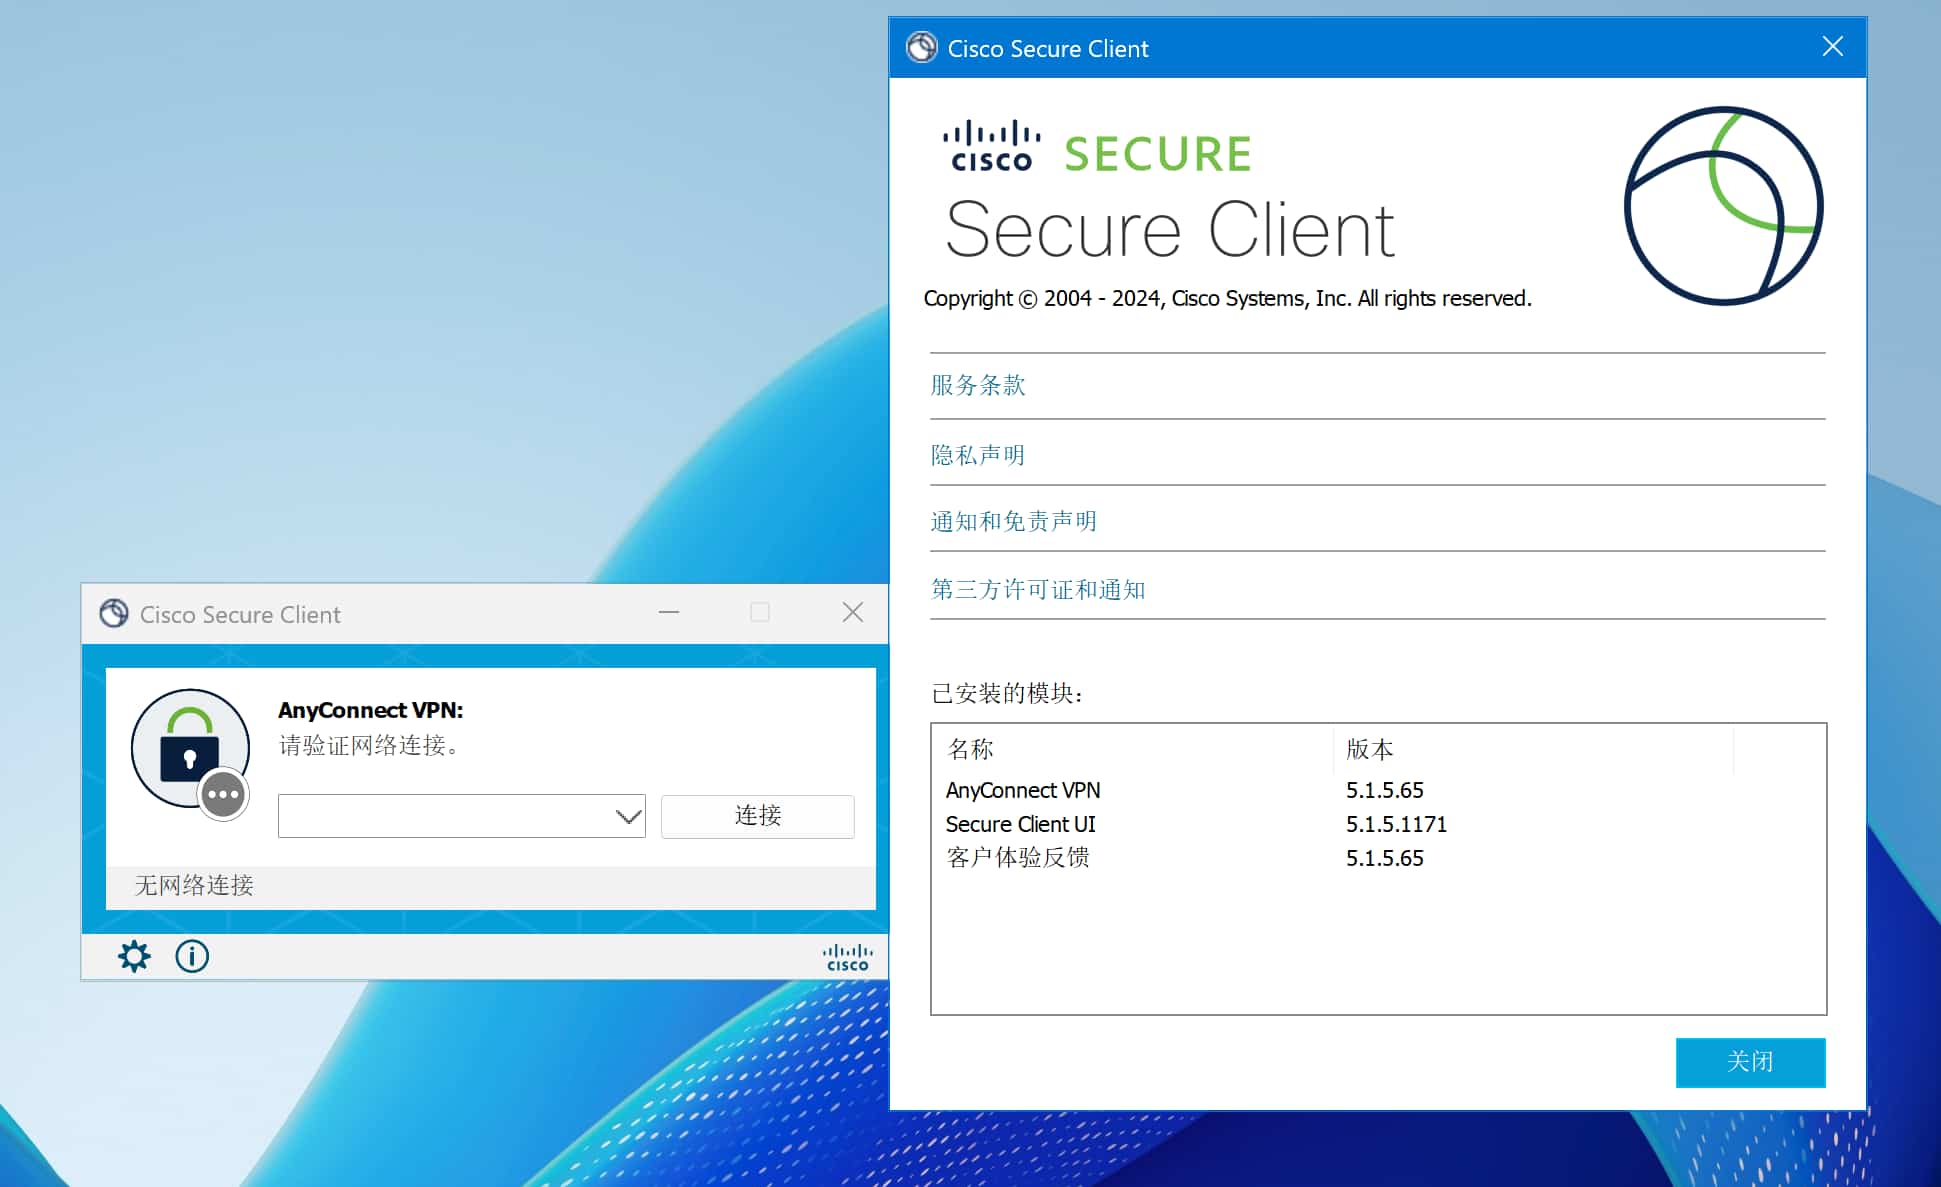 Cisco Secure Client
CISCO SECURE
Secure Client
Copyright © 2004 - 2024, Cisco Systems, Inc. All rights reserved.
服务条款
隐私声明
通知和免责声明
第三方许可证和通知
已安装的模块：
名称 版本
AnyConnect VPN 5.1.5.65
Secure Client UI 5.1.5.1171
客户体验反馈 5.1.5.65
关闭
Cisco Secure Client
AnyConnect VPN:
请验证网络连接。
连接
无网络连接
CISCO